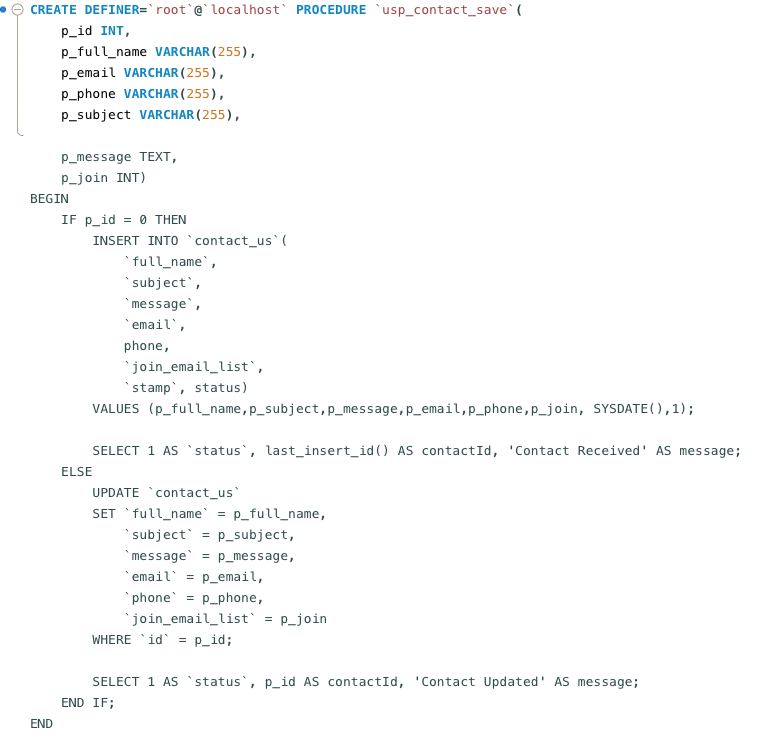 CREATE DEFINER=`root`@`localhost` PROCEDURE `usp_contact_save`(
    p_id INT,
    p_full_name VARCHAR(255),
    p_email VARCHAR(255),
    p_phone VARCHAR(255),
    p_subject VARCHAR(255),

    p_message TEXT,
    p_join INT)
BEGIN
    IF p_id = 0 THEN
        INSERT INTO `contact_us`(
            `full_name`,
            `subject`,
            `message`,
            `email`,
            phone,
            `join_email_list`,
            `stamp`, status)
        VALUES (p_full_name,p_subject,p_message,p_email,p_phone,p_join, SYSDATE(),1);

        SELECT 1 AS `status`, last_insert_id() AS contactId, 'Contact Received' AS message;
    ELSE
        UPDATE `contact_us`
        SET `full_name` = p_full_name,
            `subject` = p_subject,
            `message` = p_message,
            `email` = p_email,
            `phone` = p_phone,
            `join_email_list` = p_join
        WHERE `id` = p_id;

        SELECT 1 AS `status`, p_id AS contactId, 'Contact Updated' AS message;
    END IF;
END